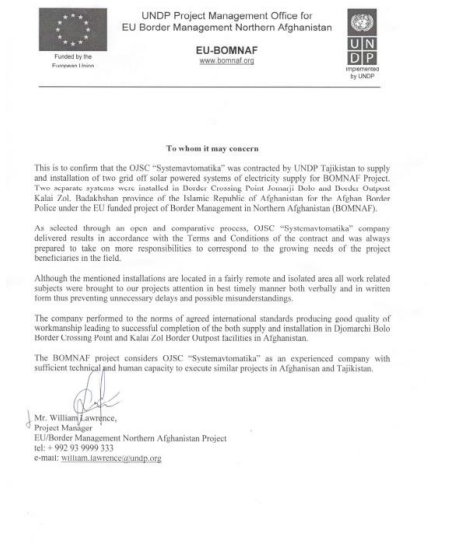 UNDP Project Management Office for
EU Border Management Northern Afghanistan
EU-BOMNAF
www.bomnaf.org
Funded by the
European Union
U N
D P
implemented
by UNDP
To whom it may concern
This is to confirm that the OJSC "Systemavtomatika" was contracted by UNDP Tajikistan to supply
and installation of two grid off solar powered systems of electricity supply for BOMNAF Project.
Two separate systems were installed in Border Crossing Point Jomarji Bolo and Border Outpost
Kalai Zol, Badakhshan province of the Islamic Republic of Afghanistan for the Afghan Border
Police under the EU funded project of Border Management in Northern Afghanistan (BOMNAF).
As selected through an open and comparative process, OJSC "Systemavtomatika" company
delivered results in accordance with the Terms and Conditions of the contract and was always
prepared to take on more responsibilities to correspond to the growing needs of the project
beneficiaries in the field.
Although the mentioned installations are located in a fairly remote and isolated area all work related
subjects were brought to our projects attention in best timely manner both verbally and in written
form thus preventing unnecessary delays and possible misunderstandings.
The company performed to the norms of agreed international standards producing good quality of
workmanship leading to successful completion of the both supply and installation in Djomarchi Bolo
Border Crossing Point and Kalai Zol Border Outpost facilities in Afghanistan.
The BOMNAF project considers OJSC "Systemavtomatika" as an experienced company with
sufficient technical and human capacity to execute similar projects in Afghanisan and Tajikistan.
Mr. William Lawrence,
Project Manager
EU/Border Management Northern Afghanistan Project
tel: + 992 93 9999 333
e-mail: william.lawrence@undp.org